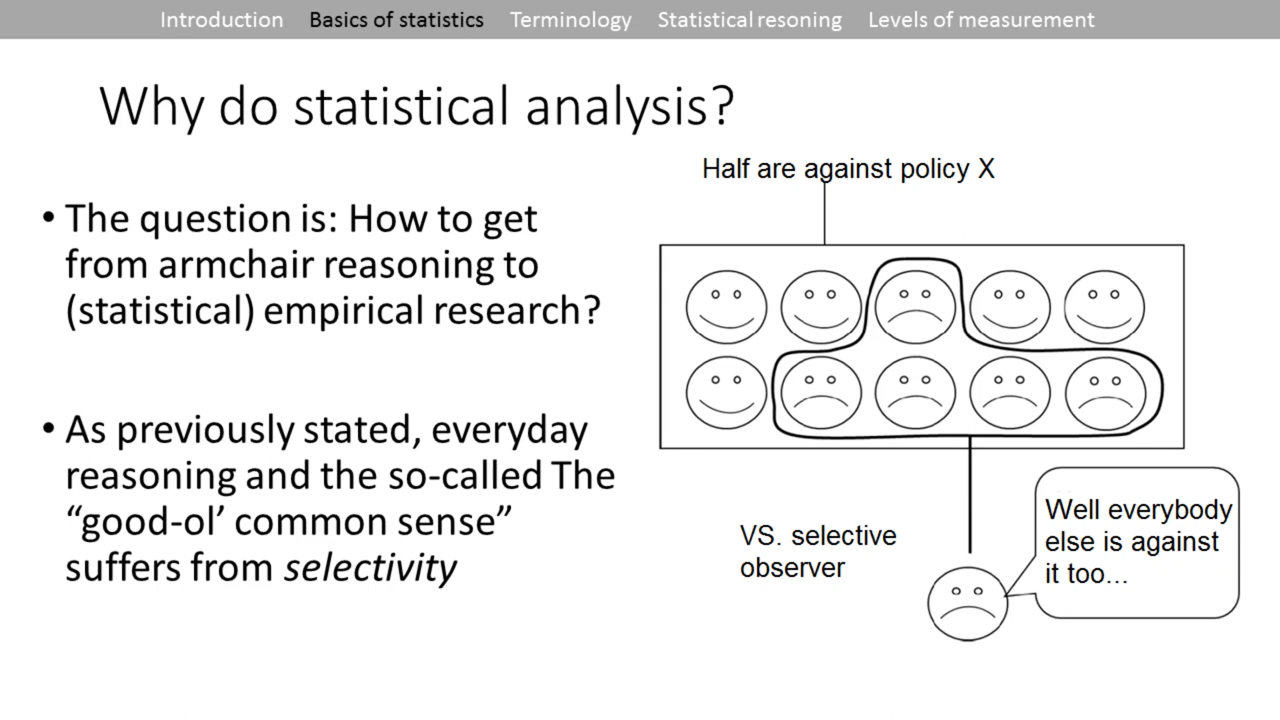 Introduction Basics of statistics Terminology Statistical resoning Levels of measurement
Why do statistical analysis?
• The question is: How to get
from armchair reasoning to
(statistical) empirical research?
• As previously stated, everyday
reasoning and the so-called The
“good-ol’ common sense”
suffers from selectivity
Half are against policy X
VS. selective
observer
Well everybody
else is against
it too...